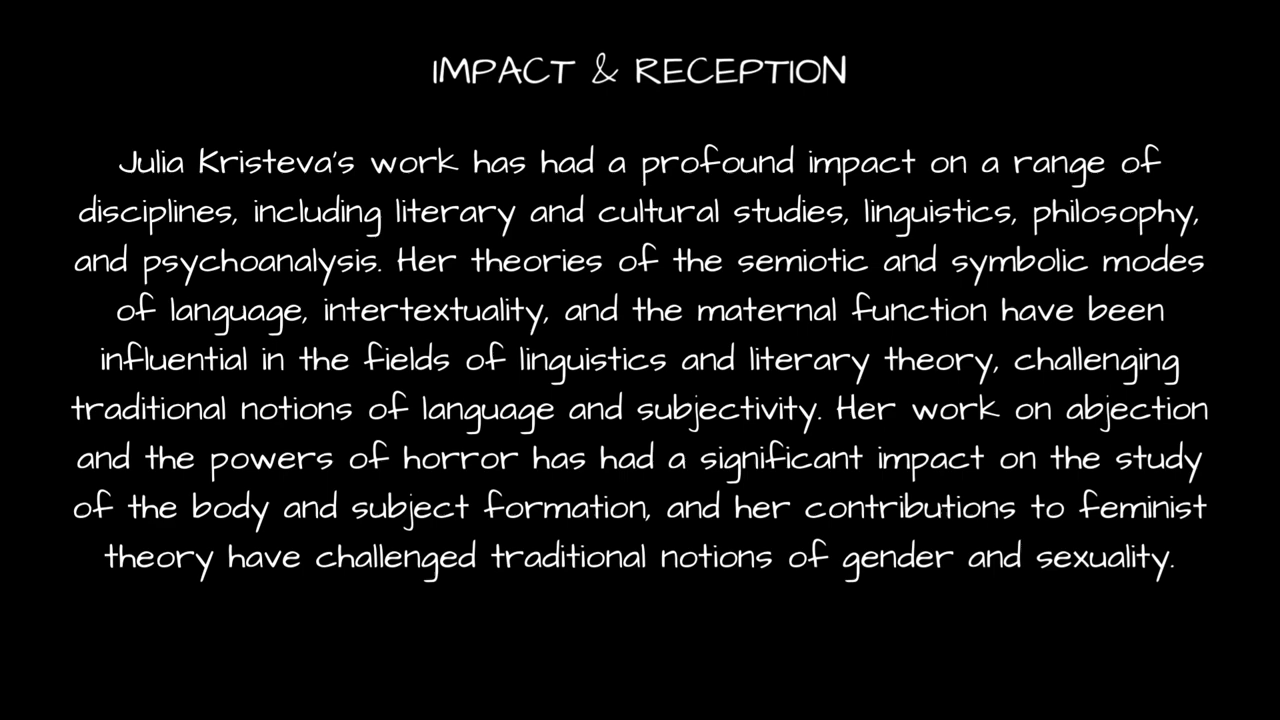 IMPACT & RECEPTION
Julia Kristeva's work has had a profound impact on a range of
disciplines, including literary and cultural studies, linguistics, philosophy,
and psychoanalysis. Her theories of the semiotic and symbolic modes
of language, intertextuality, and the maternal function have been
influential in the fields of linguistics and literary theory, challenging
traditional notions of language and subjectivity. Her work on abjection
and the powers of horror has had a significant impact on the study
of the body and subject formation, and her contributions to feminist
theory have challenged traditional notions of gender and sexuality.